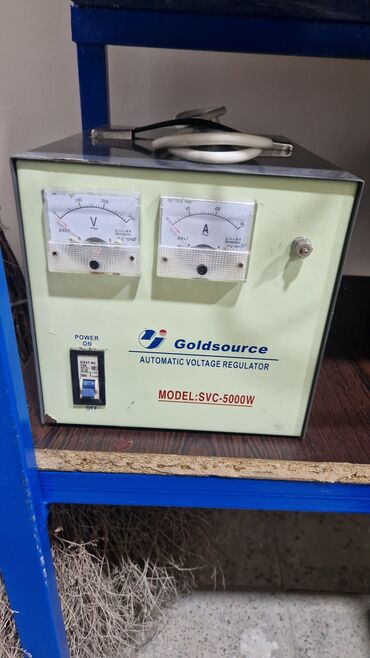 V
A
POWER
ON
OFF
Goldsource
AUTOMATIC VOLTAGE REGULATOR
MODEL:SVC-5000W